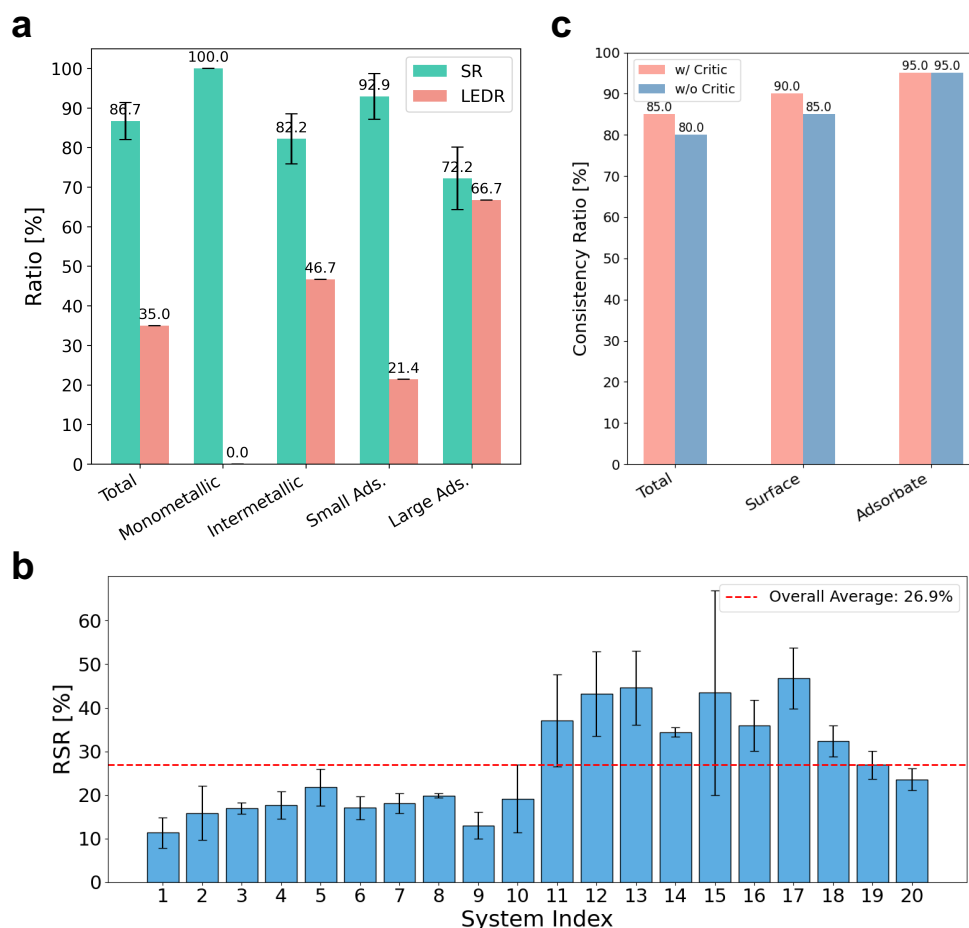 a
100.0
86.7
92.9
82.2
72.2
66.7
46.7
35.0
21.4
0.0
SR
LEDR
Ratio [%]
100
90
80
70
60
50
40
30
20
10
0
Total
Monometallic
Intermetallic
Small Ads.
Large Ads.
c
w/ Critic
w/o Critic
85.0
80.0
90.0
85.0
95.0
95.0
Consistency Ratio [%]
100
90
80
70
60
50
40
30
20
10
0
Total
Surface
Adsorbate
b
Overall Average: 26.9%
RSR [%]
60
50
40
30
20
10
0
1 2 3 4 5 6 7 8 9 10 11 12 13 14 15 16 17 18 19 20
System Index